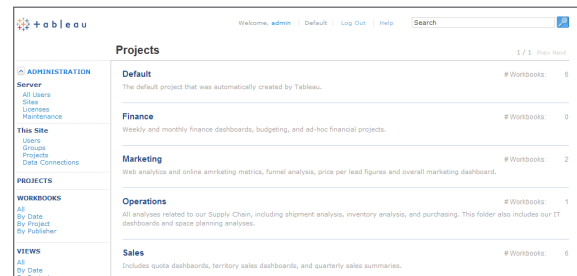 + a b l e a u
Welcome, admin | Default | Log Out | Help
Search
Projects
1 / 1 Prev Next
ADMINISTRATION
Server
All Users
Sites
Licenses
Maintenance
This Site
Users
Groups
Projects
Data Connections
PROJECTS
WORKBOOKS
All
By Date
By Project
By Publisher
VIEWS
All
By Date
Default
# Workbooks: 6
The default project that was automatically created by Tableau.
Finance
# Workbooks: 0
Weekly and monthly finance dashboards, budgeting, and ad-hoc financial projects.
Marketing
# Workbooks: 2
Web analytics and online amrketing metrics, funnel analysis, price per lead figures and overall marketing dashboard.
Operations
# Workbooks: 1
All analyses related to our Supply Chain, including shipment analysis, inventory analysis, and purchasing. This folder also includes our IT
dashboards and space planning analyses.
Sales
# Workbooks: 6
Includes quota dashbaords, territory sales dashboards, and quarterly sales summaries.